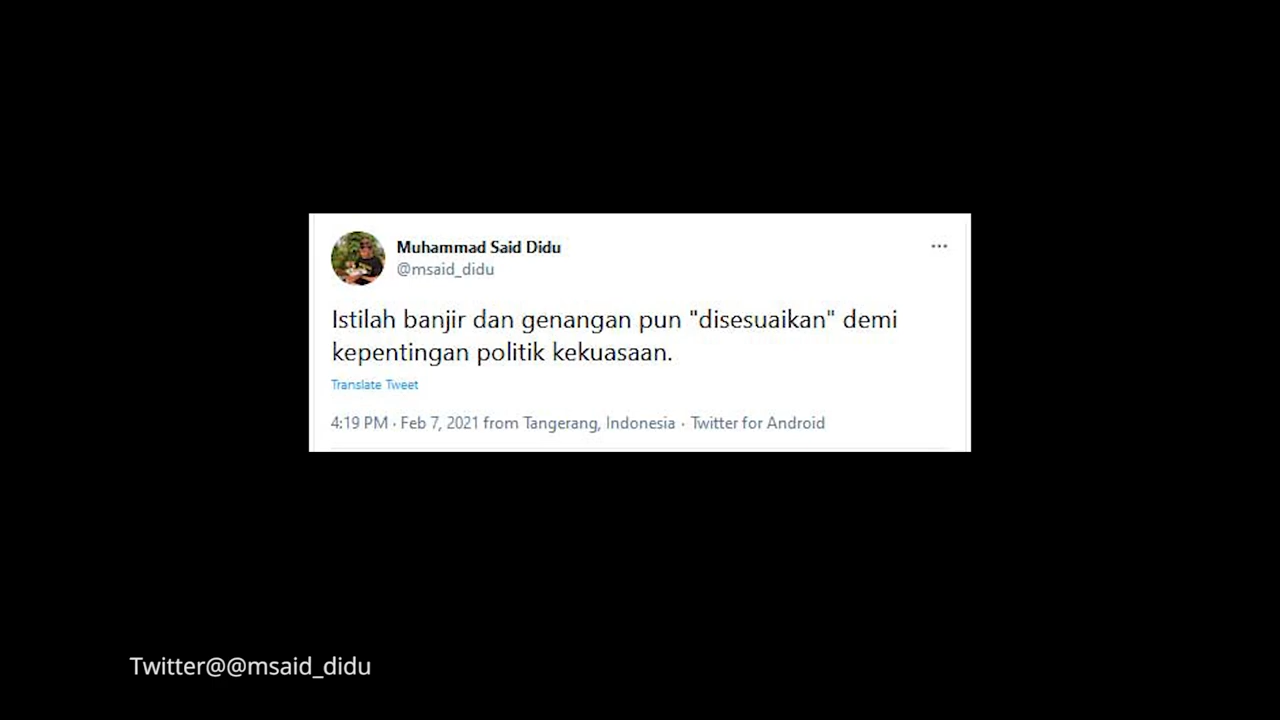 Muhammad Said Didu
@msaid_didu
Istilah banjir dan genangan pun "disesuaikan" demi
kepentingan politik kekuasaan.
Translate Tweet
4:19 PM · Feb 7, 2021 from Tangerang, Indonesia · Twitter for Android
Twitter@@msaid_didu